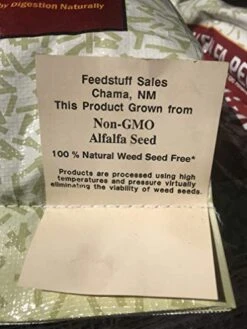 by Digestion Naturally
Feedstuff Sales
Chama, NM
This Product Grown from
Non-GMO
Alfalfa Seed
100 % Natural Weed Seed Free*
Products are processed using high
temperatures and pressure virtually
eliminating the viability of weed seeds.